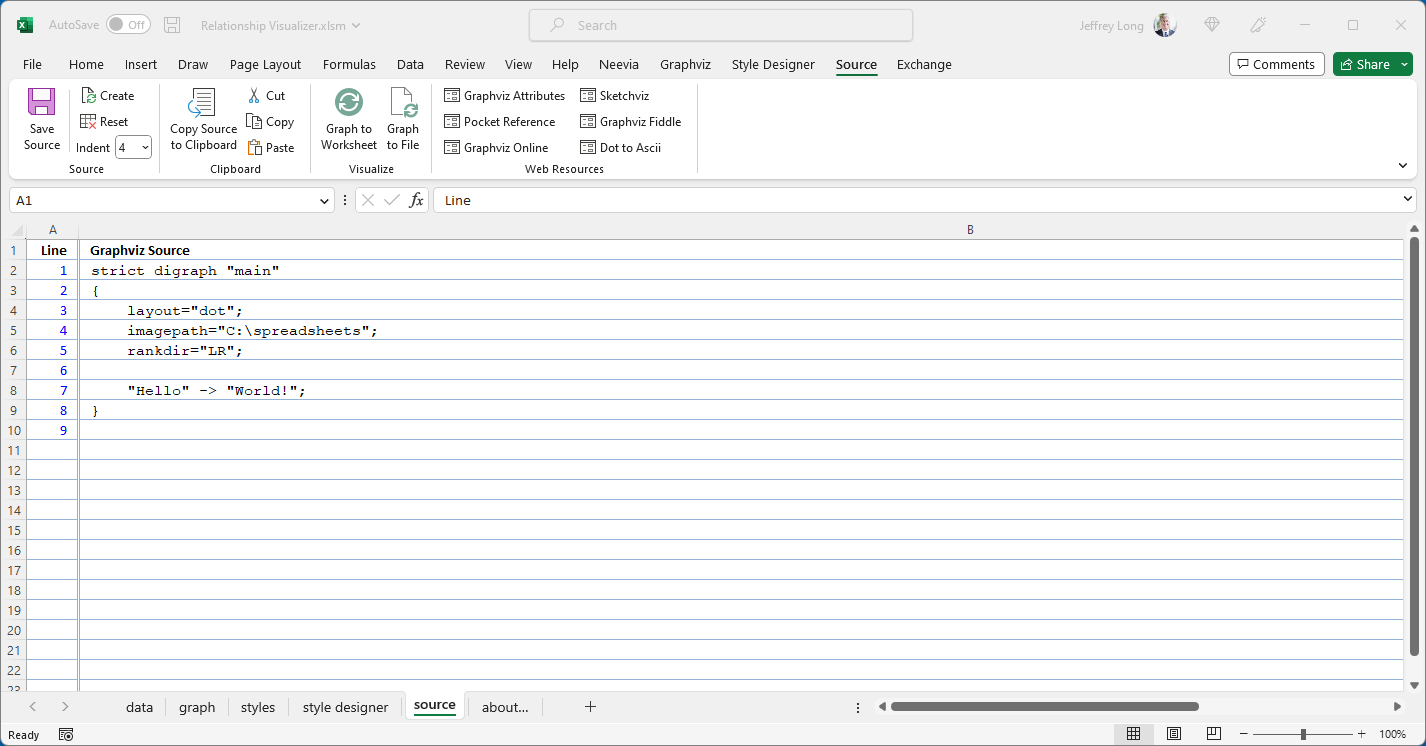 AutoSave Off Relationship Visualizer.xlsm Search Jeffrey Long
File Home Insert Draw Page Layout Formulas Data Review View Help Neevia Graphviz Style Designer Source Exchange Comments Share
Save Source
Create
Reset
Indent 4
Source
Copy Source to Clipboard
Cut
Copy
Paste
Clipboard
Graph to Worksheet
Graph to File
Visualize
Graphviz Attributes
Pocket Reference
Graphviz Online
Sketchviz
Graphviz Fiddle
Dot to Ascii
Web Resources
A1 fx Line
A B
1 Line Graphviz Source
2 1 strict digraph "main"
3 2 {
4 3     layout="dot";
5 4     imagepath="C:\spreadsheets";
6 5     rankdir="LR";
7 6
8 7     "Hello" -> "World!";
9 8 }
10 9
11
12
13
14
15
16
17
18
19
20
21
22
23
data graph styles style designer source about...
Ready 100%